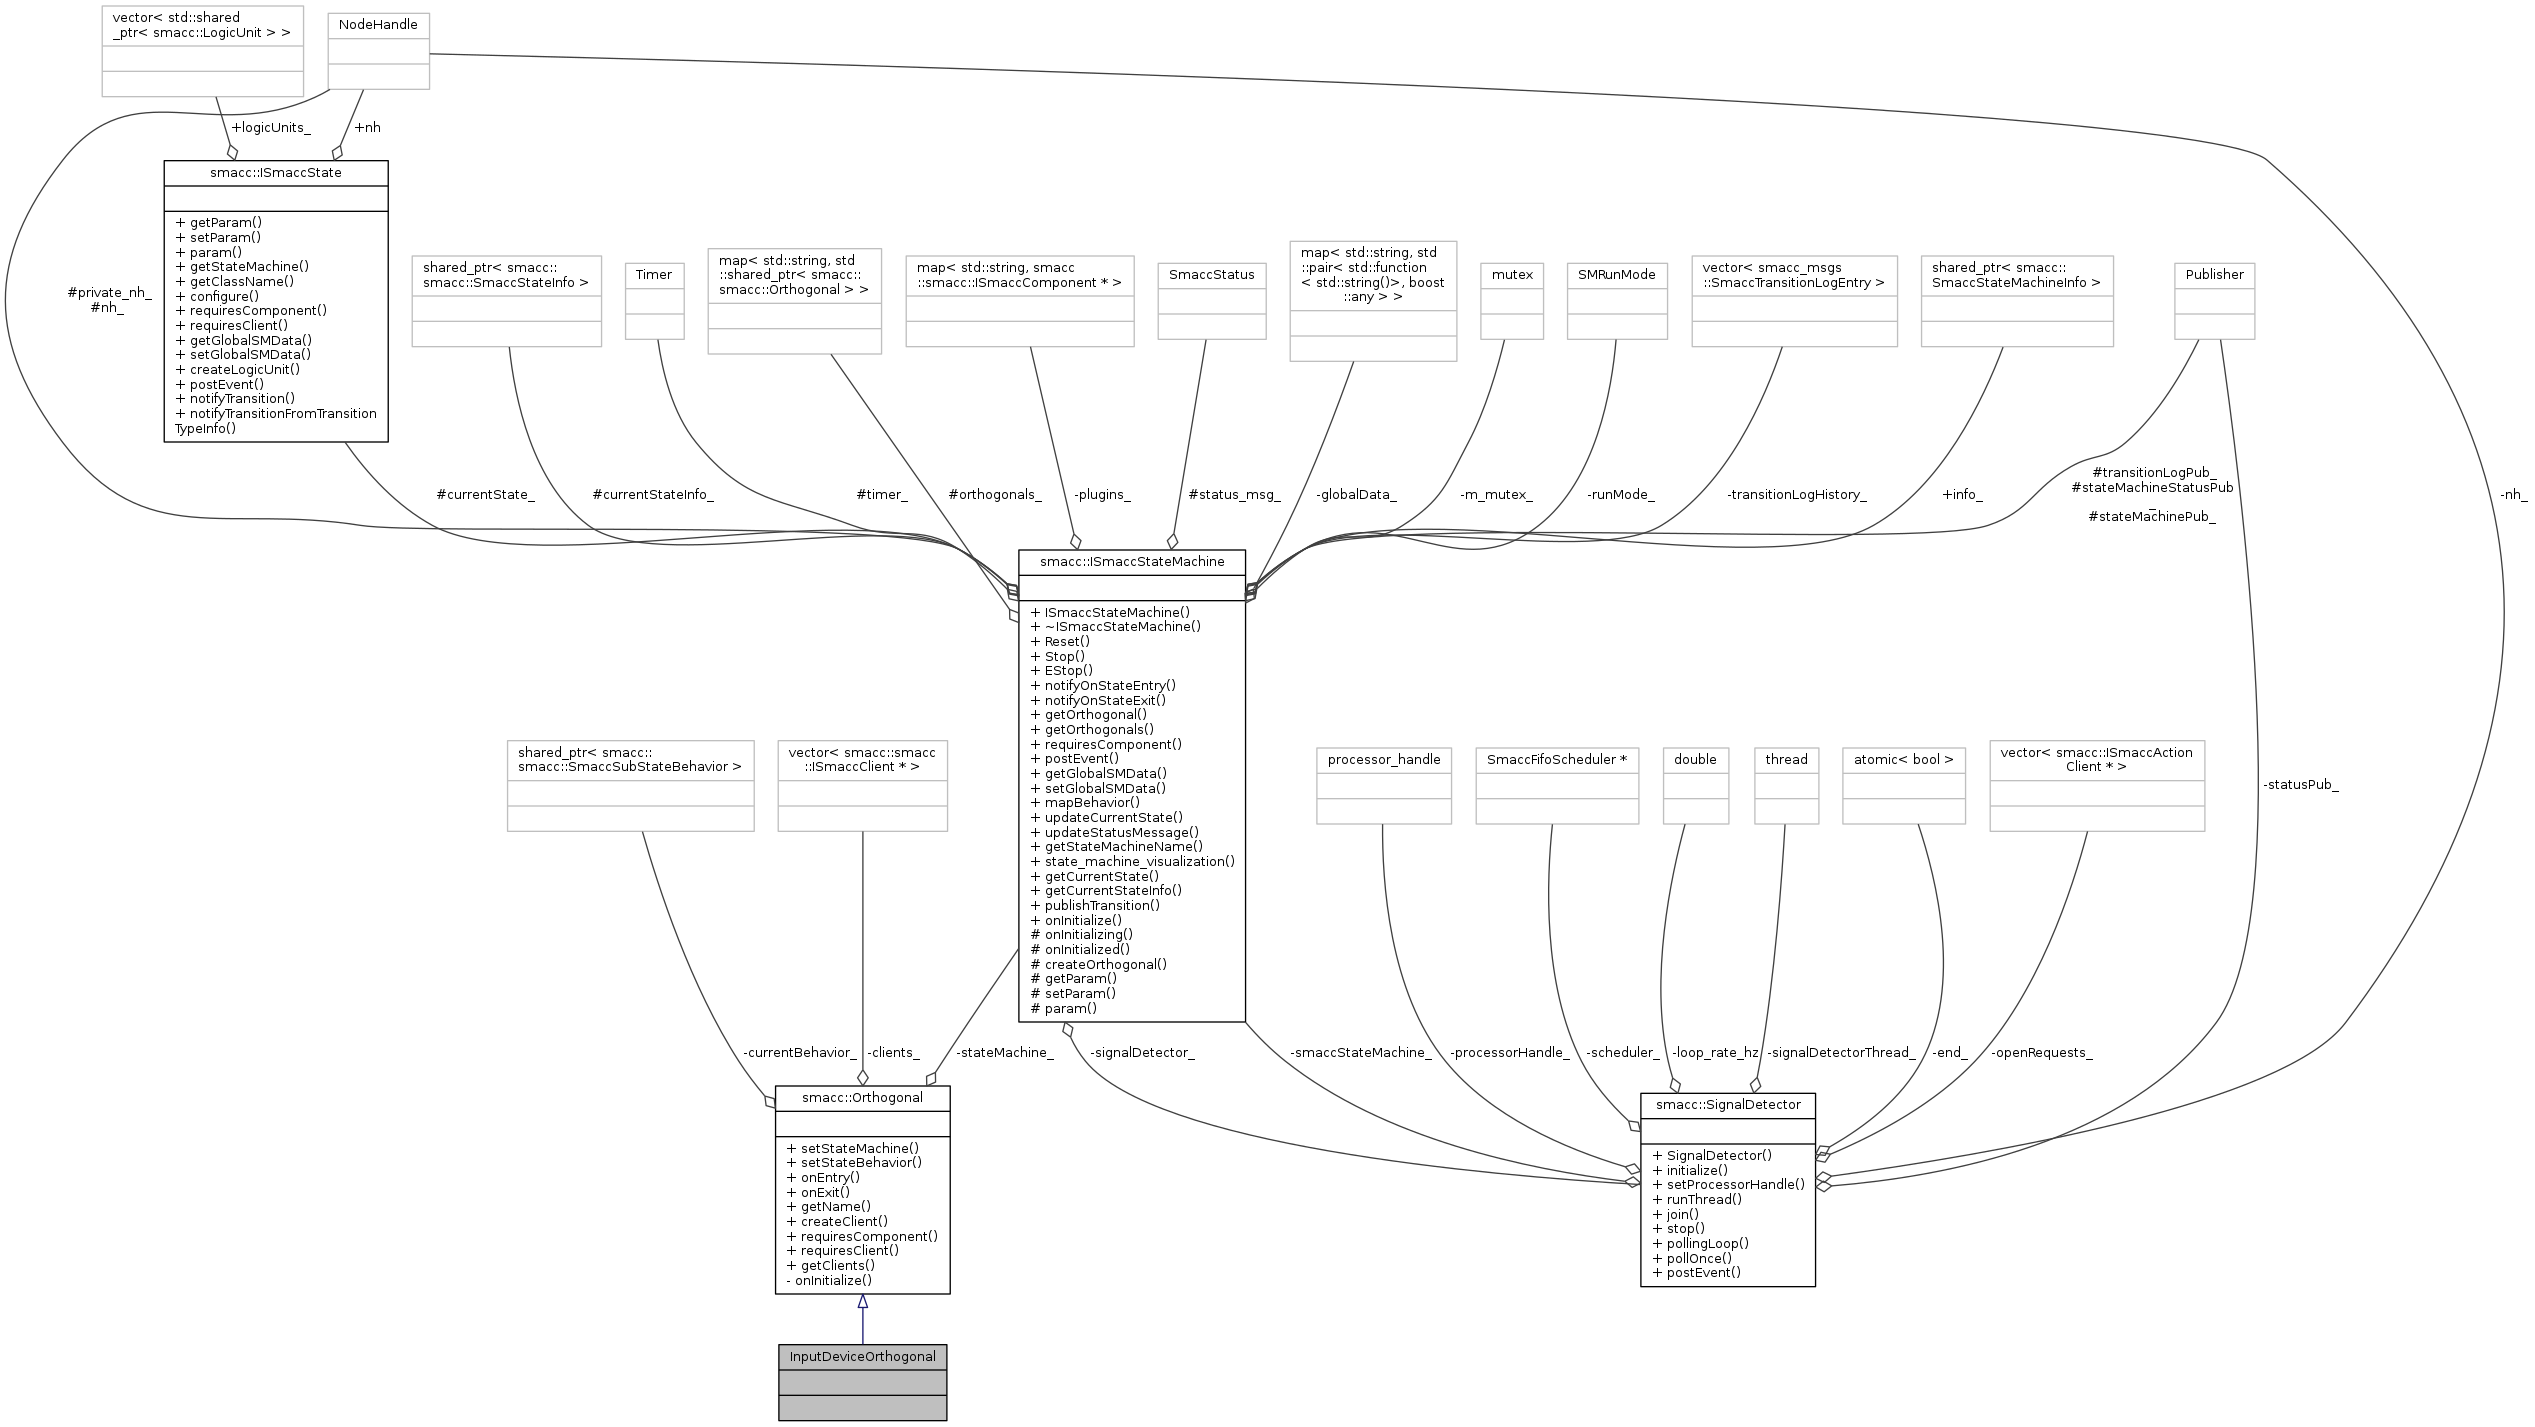 vector< std::shared
_ptr< smacc::LogicUnit > >
NodeHandle
+logicUnits_
+nh
smacc::ISmaccState
+ getParam()
+ setParam()
+ param()
+ getStateMachine()
+ getClassName()
+ configure()
+ requiresComponent()
+ requiresClient()
+ getGlobalSMData()
+ setGlobalSMData()
+ createLogicUnit()
+ postEvent()
+ notifyTransition()
+ notifyTransitionFromTransition
TypeInfo()
#private_nh_
#nh_
shared_ptr< smacc::
smacc::SmaccStateInfo >
Timer
map< std::string, std
::shared_ptr< smacc::
smacc::Orthogonal > >
map< std::string, smacc
::smacc::ISmaccComponent * >
SmaccStatus
map< std::string, std
::pair< std::function
< std::string()>, boost
::any > >
mutex
SMRunMode
vector< smacc_msgs
::SmaccTransitionLogEntry >
shared_ptr< smacc::
SmaccStateMachineInfo >
Publisher
#currentState_
#currentStateInfo_
#timer_
#orthogonals_
-plugins_
#status_msg_
-globalData_
-m_mutex_
-runMode_
-transitionLogHistory_
+info_
#transitionLogPub_
#stateMachineStatusPub
_
#stateMachinePub_
-nh_
smacc::ISmaccStateMachine
+ ISmaccStateMachine()
+ ~ISmaccStateMachine()
+ Reset()
+ Stop()
+ EStop()
+ notifyOnStateEntry()
+ notifyOnStateExit()
+ getOrthogonal()
+ getOrthogonals()
+ requiresComponent()
+ postEvent()
+ getGlobalSMData()
+ setGlobalSMData()
+ mapBehavior()
+ updateCurrentState()
+ updateStatusMessage()
+ getStateMachineName()
+ state_machine_visualization()
+ getCurrentState()
+ getCurrentStateInfo()
+ publishTransition()
+ onInitialize()
# onInitializing()
# onInitialized()
# createOrthogonal()
# getParam()
# setParam()
# param()
shared_ptr< smacc::
smacc::SmaccSubStateBehavior >
vector< smacc::smacc
::ISmaccClient * >
processor_handle
SmaccFifoScheduler *
double
thread
atomic< bool >
vector< smacc::ISmaccAction
Client * >
-statusPub_
-currentBehavior_
-clients_
-stateMachine_
-signalDetector_
-smaccStateMachine_
-processorHandle_
-scheduler_
-loop_rate_hz
-signalDetectorThread_
-end_
-openRequests_
smacc::Orthogonal
+ setStateMachine()
+ setStateBehavior()
+ onEntry()
+ onExit()
+ getName()
+ createClient()
+ requiresComponent()
+ requiresClient()
+ getClients()
- onInitialize()
smacc::SignalDetector
+ SignalDetector()
+ initialize()
+ setProcessorHandle()
+ runThread()
+ join()
+ stop()
+ pollingLoop()
+ pollOnce()
+ postEvent()
InputDeviceOrthogonal